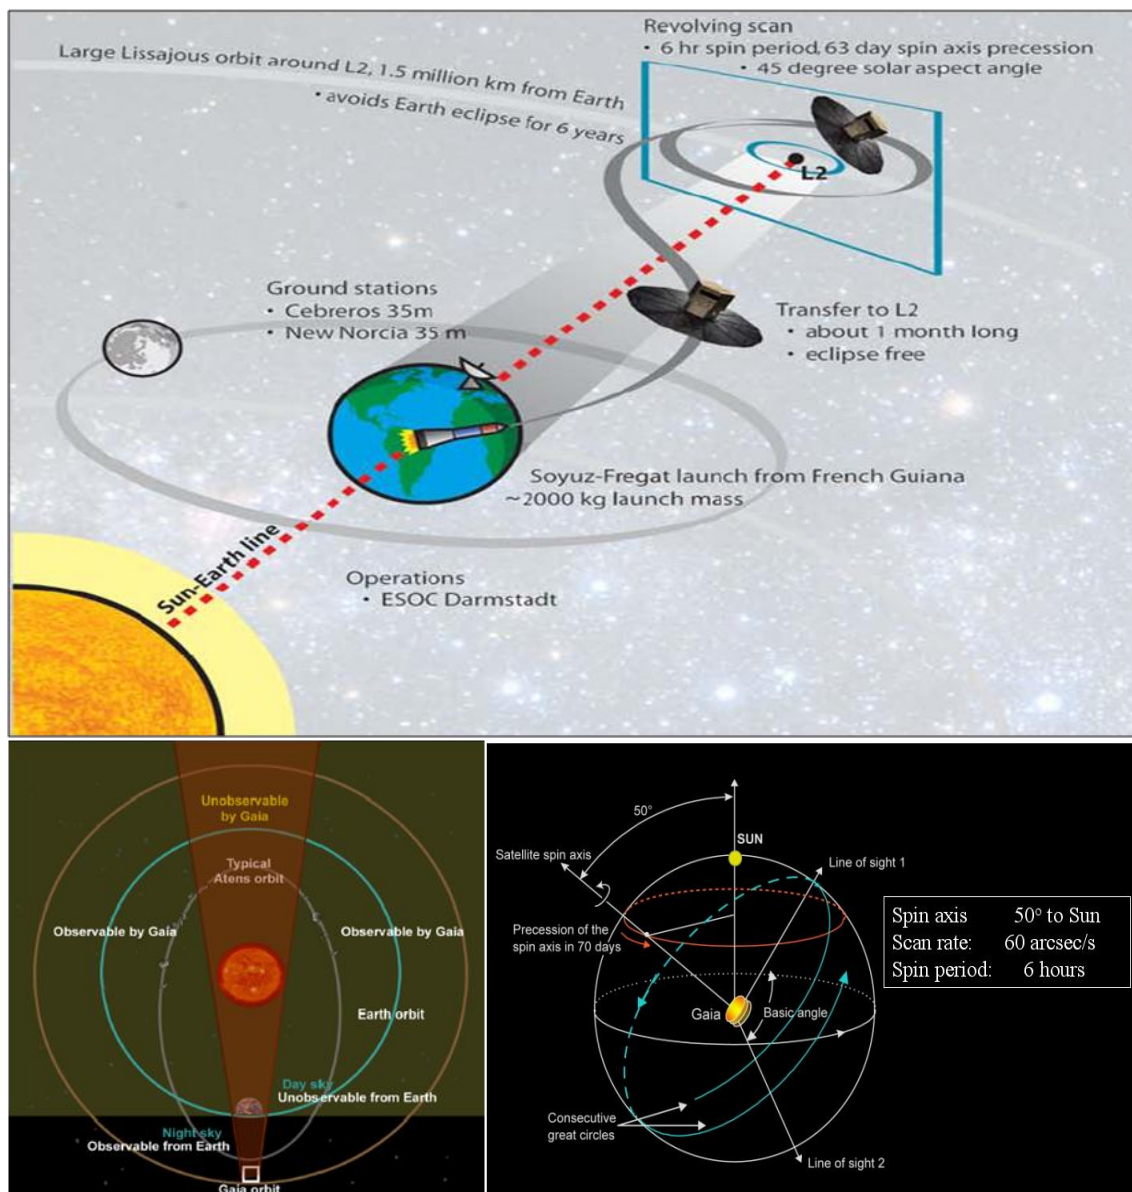 Revolving scan
• 6 hr spin period, 63 day spin axis precession
• 45 degree solar aspect angle
Large Lissajous orbit around L2, 1.5 million km from Earth
• avoids Earth eclipse for 6 years
L2
Ground stations
• Cebreros 35m
• New Norcia 35 m
Transfer to L2
• about 1 month long
• eclipse free
Soyuz-Fregat launch from French Guiana
~2000 kg launch mass
Sun-Earth line
Operations
• ESOC Darmstadt
Unobservable
by Gaia
Typical
Atens orbit
Observable by Gaia
Observable by Gaia
Earth orbit
Day sky
Unobservable from Earth
Night sky
Observable from Earth
Gaia orbit
50°
SUN
Satellite spin axis
Line of sight 1
Precession of the
spin axis in 70 days
Gaia
Basic angle
Consecutive
great circles
Line of sight 2
Spin axis 50° to Sun
Scan rate: 60 arcsec/s
Spin period: 6 hours